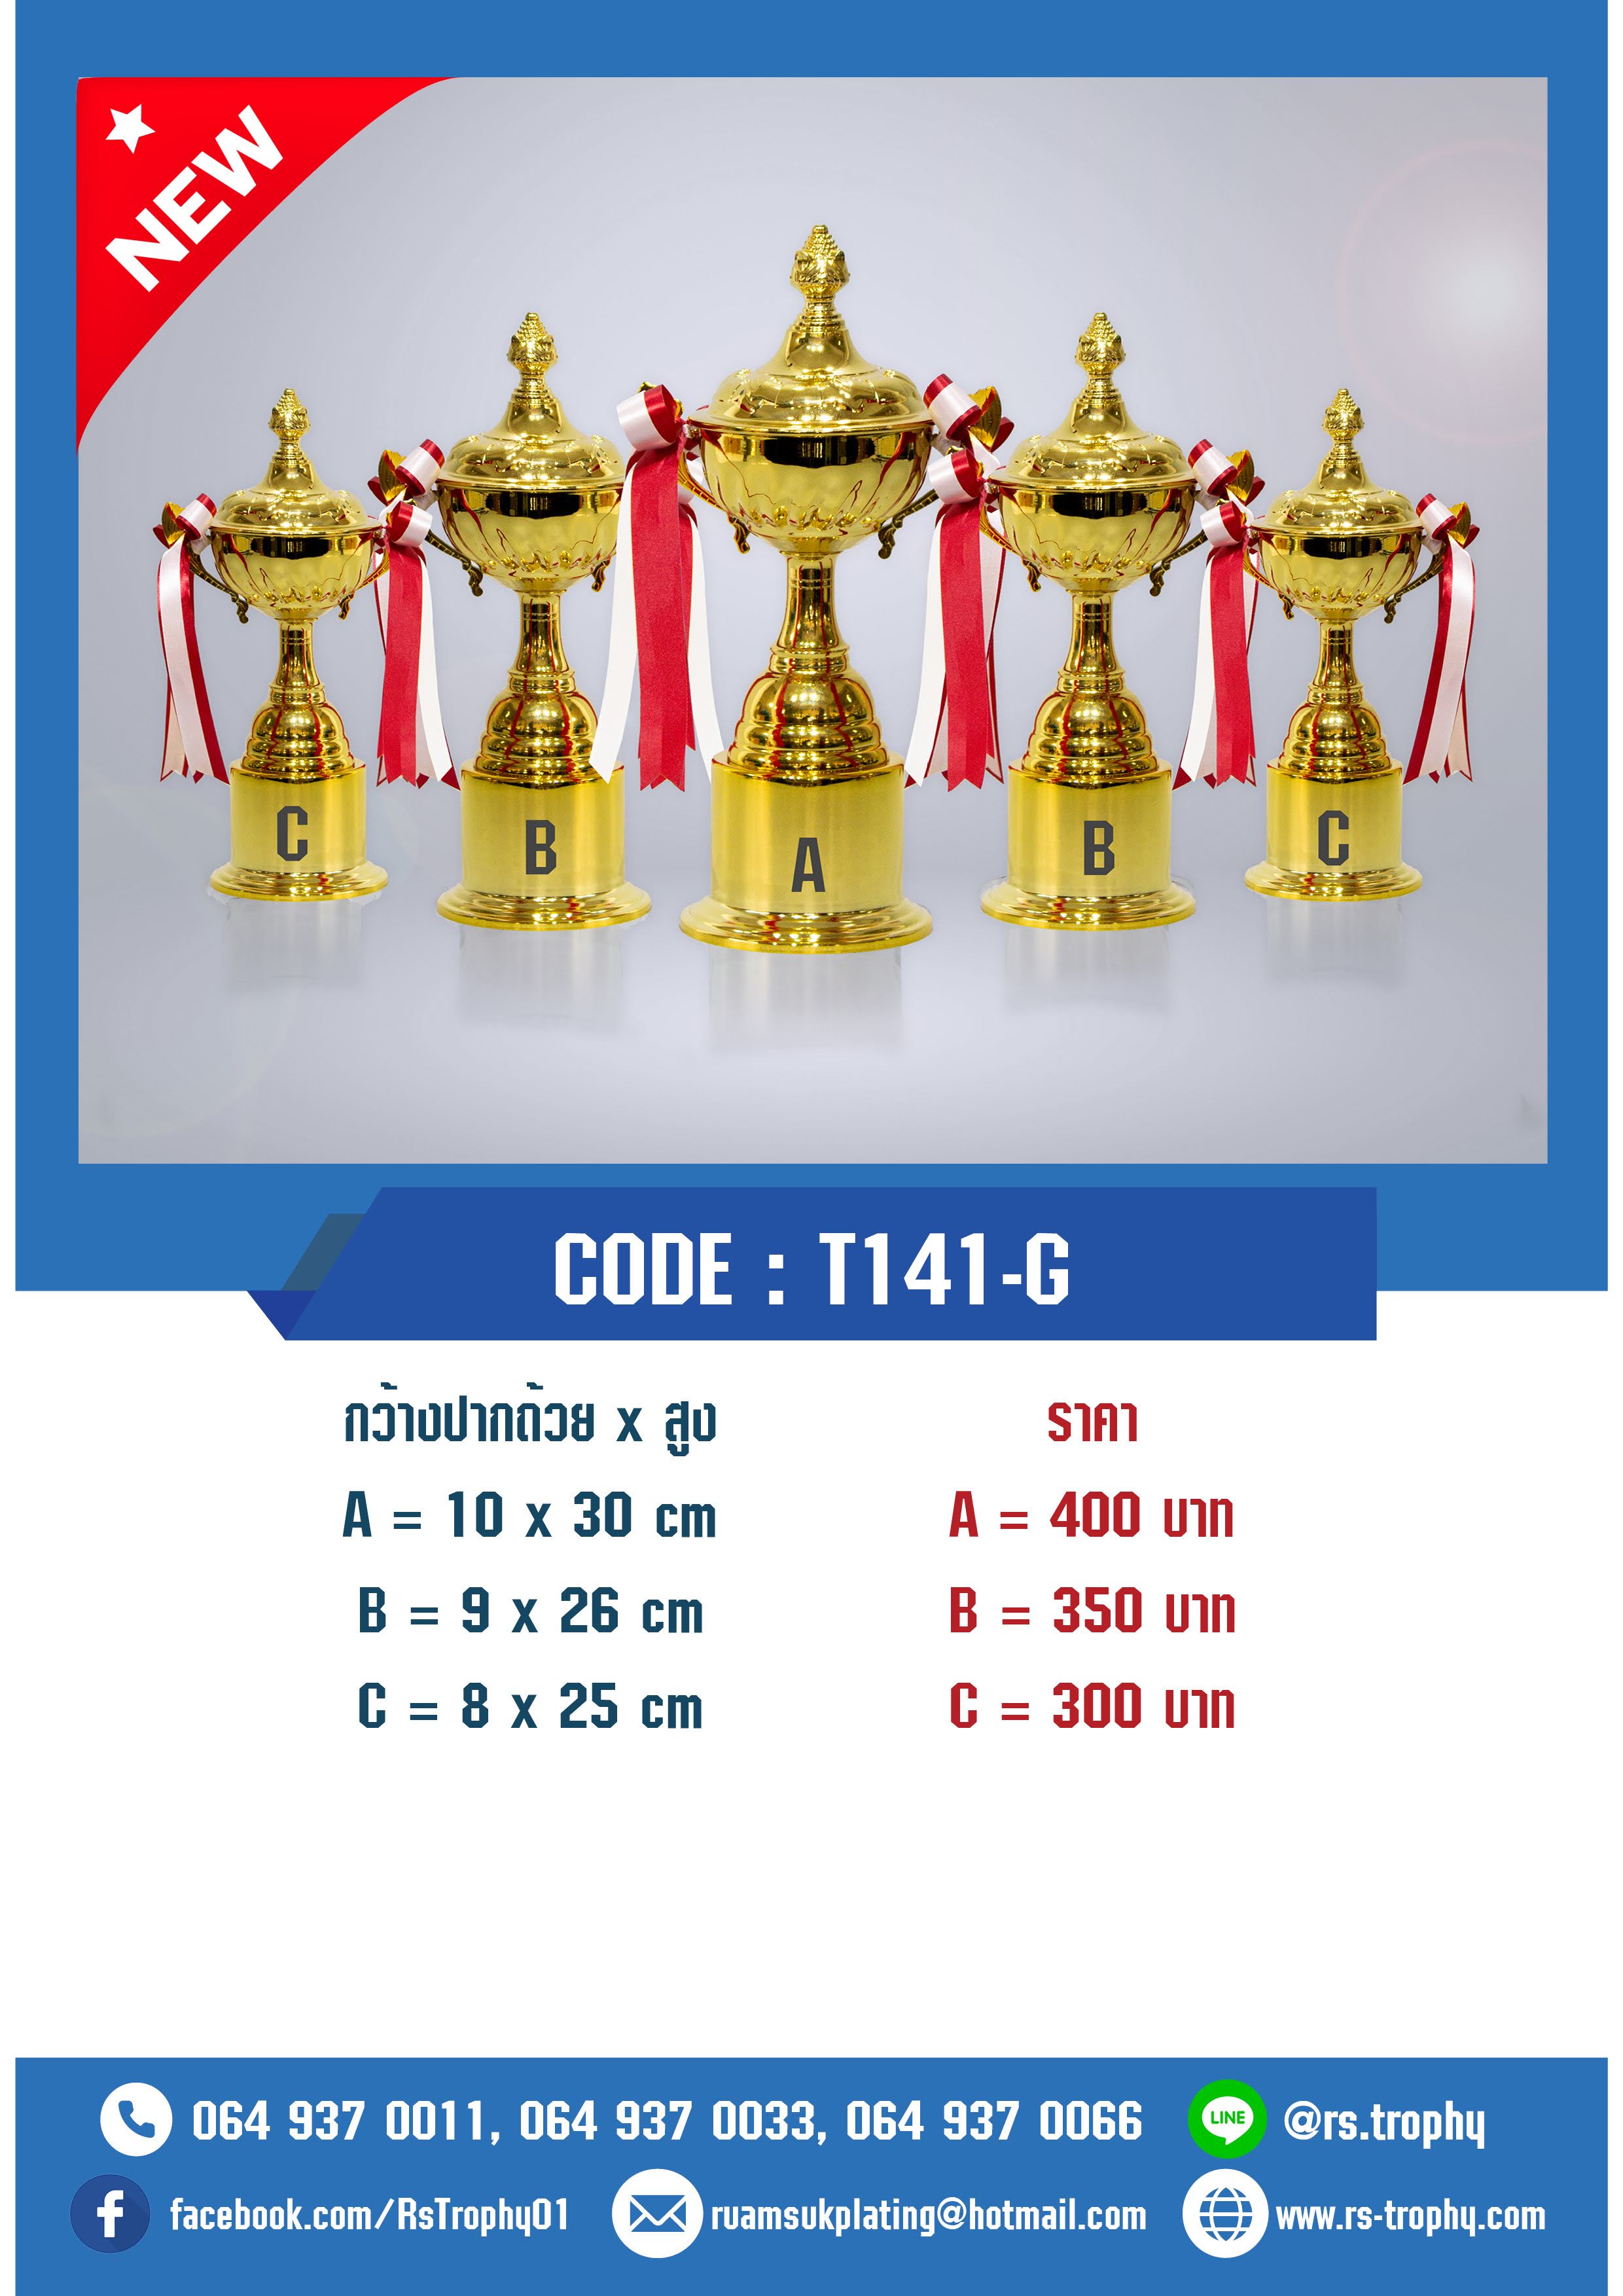 NEW
C
B
A
B
C
CODE : T141-G
กว้างปากถ้วย x สูง
ราคา
A = 10 x 30 cm
A = 400 บาท
B = 9 x 26 cm
B = 350 บาท
C = 8 x 25 cm
C = 300 บาท
064 937 0011, 064 937 0033, 064 937 0066
LINE
@rs.trophy
facebook.com/RsTrophy01
ruamsukplating@hotmail.com
www.rs-trophy.com